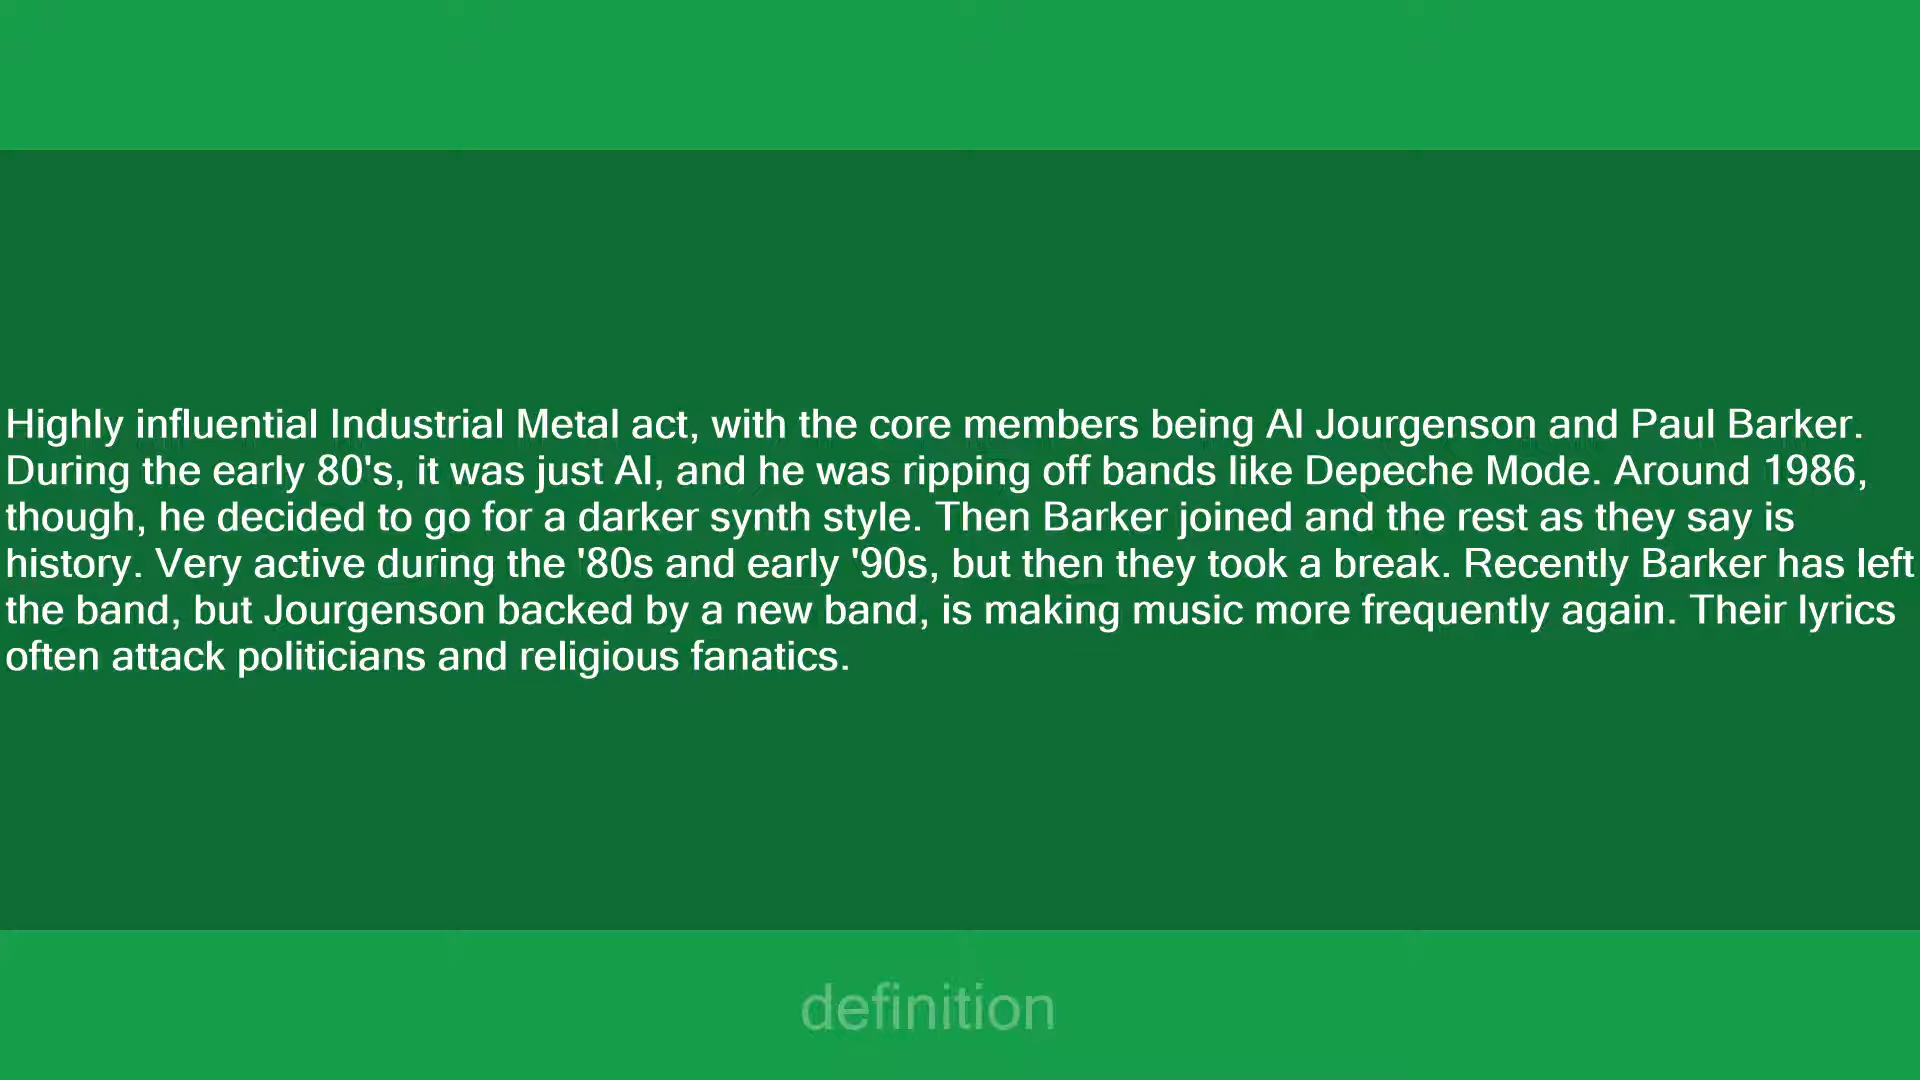 Highly influential Industrial Metal act, with the core members being Al Jourgenson and Paul Barker.
During the early 80's, it was just Al, and he was ripping off bands like Depeche Mode. Around 1986,
though, he decided to go for a darker synth style. Then Barker joined and the rest as they say is
history. Very active during the '80s and early '90s, but then they took a break. Recently Barker has left
the band, but Jourgenson backed by a new band, is making music more frequently again. Their lyrics
often attack politicians and religious fanatics.
definition